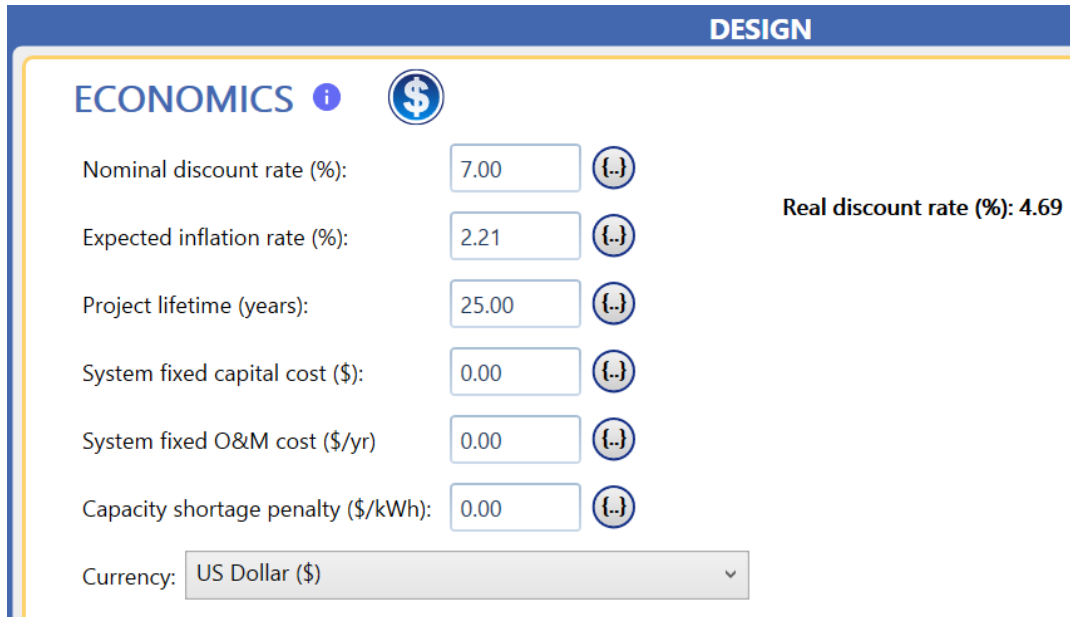 DESIGN
ECONOMICS i $
Nominal discount rate (%): 7.00 {..}
Real discount rate (%): 4.69
Expected inflation rate (%): 2.21 {..}
Project lifetime (years): 25.00 {..}
System fixed capital cost ($): 0.00 {..}
System fixed O&M cost ($/yr) 0.00 {..}
Capacity shortage penalty ($/kWh): 0.00 {..}
Currency: US Dollar ($)